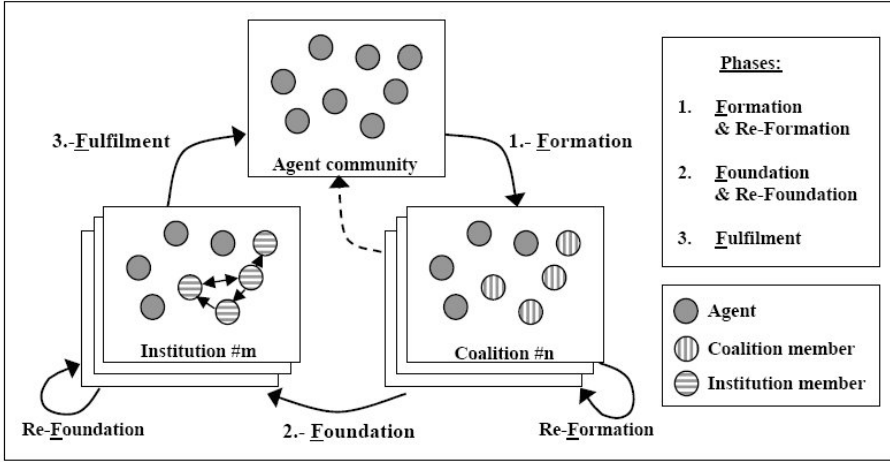 Agent community
3.-Fulfilment
1.- Formation
Institution #m
Coalition #n
Re-Foundation
2.- Foundation
Re-Formation
Phases:
1. Formation
& Re-Formation
2. Foundation
& Re-Foundation
3. Fulfilment
Agent
Coalition member
Institution member